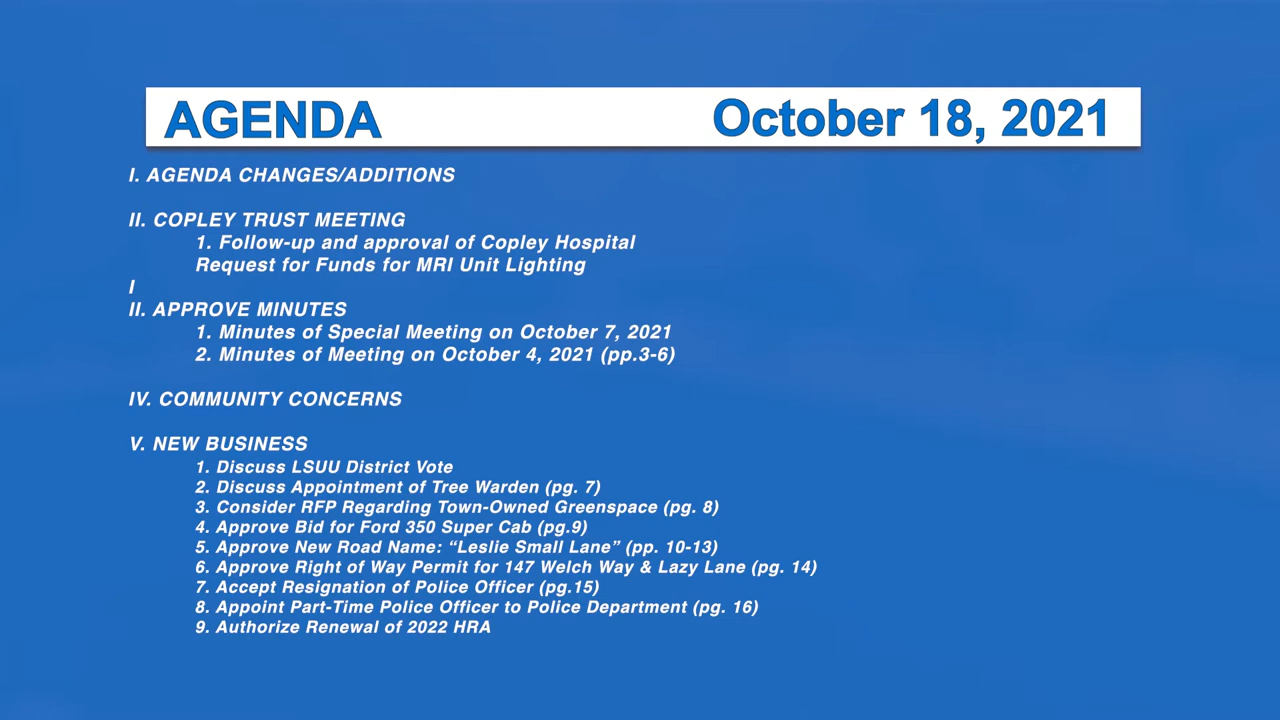 AGENDA October 18, 2021
I. AGENDA CHANGES/ADDITIONS
II. COPLEY TRUST MEETING
1. Follow-up and approval of Copley Hospital
Request for Funds for MRI Unit Lighting
I
II. APPROVE MINUTES
1. Minutes of Special Meeting on October 7, 2021
2. Minutes of Meeting on October 4, 2021 (pp.3-6)
IV. COMMUNITY CONCERNS
V. NEW BUSINESS
1. Discuss LSUU District Vote
2. Discuss Appointment of Tree Warden (pg. 7)
3. Consider RFP Regarding Town-Owned Greenspace (pg. 8)
4. Approve Bid for Ford 350 Super Cab (pg.9)
5. Approve New Road Name: “Leslie Small Lane” (pp. 10-13)
6. Approve Right of Way Permit for 147 Welch Way & Lazy Lane (pg. 14)
7. Accept Resignation of Police Officer (pg.15)
8. Appoint Part-Time Police Officer to Police Department (pg. 16)
9. Authorize Renewal of 2022 HRA